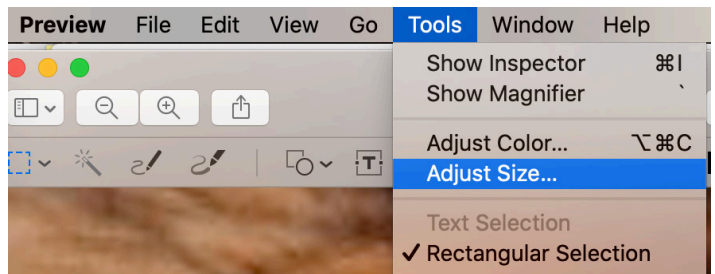 Preview File Edit View Go Tools Window Help
Show Inspector ⌘I
Show Magnifier `
Adjust Color... ⌥⌘C
Adjust Size...
T
Text Selection
✓ Rectangular Selection